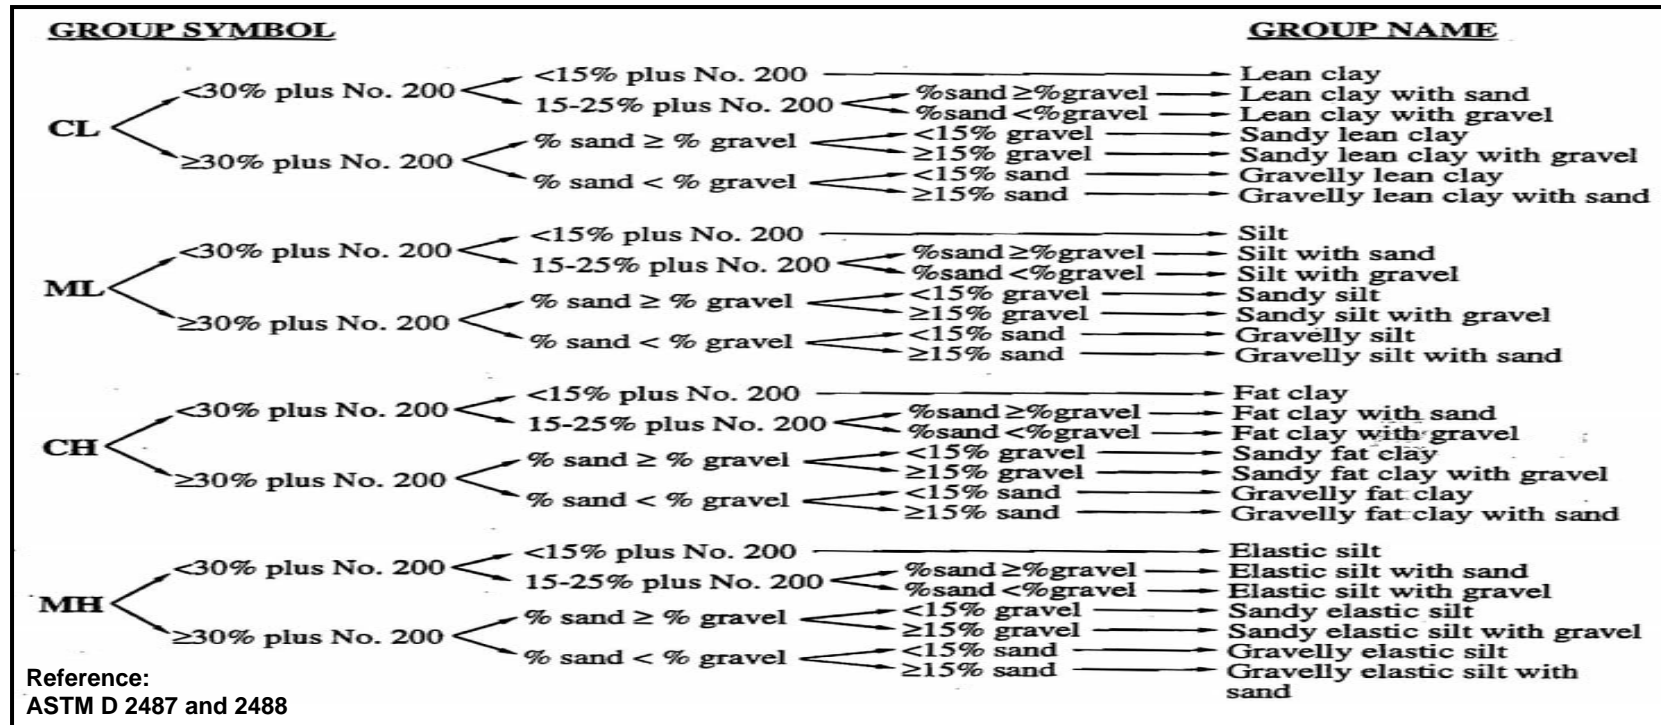 GROUP SYMBOL GROUP NAME
<15% plus No. 200 Lean clay
<30% plus No. 200
15-25% plus No. 200 %sand ≥%gravel Lean clay with sand
%sand <%gravel Lean clay with gravel
CL
% sand ≥ % gravel <15% gravel Sandy lean clay
≥15% gravel Sandy lean clay with gravel
≥30% plus No. 200
% sand < % gravel <15% sand Gravelly lean clay
≥15% sand Gravelly lean clay with sand
<15% plus No. 200 Silt
<30% plus No. 200
15-25% plus No. 200 %sand ≥%gravel Silt with sand
%sand <%gravel Silt with gravel
ML
% sand ≥ % gravel <15% gravel Sandy silt
≥15% gravel Sandy silt with gravel
≥30% plus No. 200
% sand < % gravel <15% sand Gravelly silt
≥15% sand Gravelly silt with sand
<15% plus No. 200 Fat clay
<30% plus No. 200
15-25% plus No. 200 %sand ≥%gravel Fat clay with sand
%sand <%gravel Fat clay with gravel
CH
% sand ≥ % gravel <15% gravel Sandy fat clay
≥15% gravel Sandy fat clay with gravel
≥30% plus No. 200
% sand < % gravel <15% sand Gravelly fat clay
≥15% sand Gravelly fat clay with sand
<15% plus No. 200 Elastic silt
<30% plus No. 200
15-25% plus No. 200 %sand ≥%gravel Elastic silt with sand
%sand <%gravel Elastic silt with gravel
MH
% sand ≥ % gravel <15% gravel Sandy elastic silt
≥15% gravel Sandy elastic silt with gravel
≥30% plus No. 200
% sand < % gravel <15% sand Gravelly elastic silt
≥15% sand Gravelly elastic silt with
sand
Reference:
ASTM D 2487 and 2488